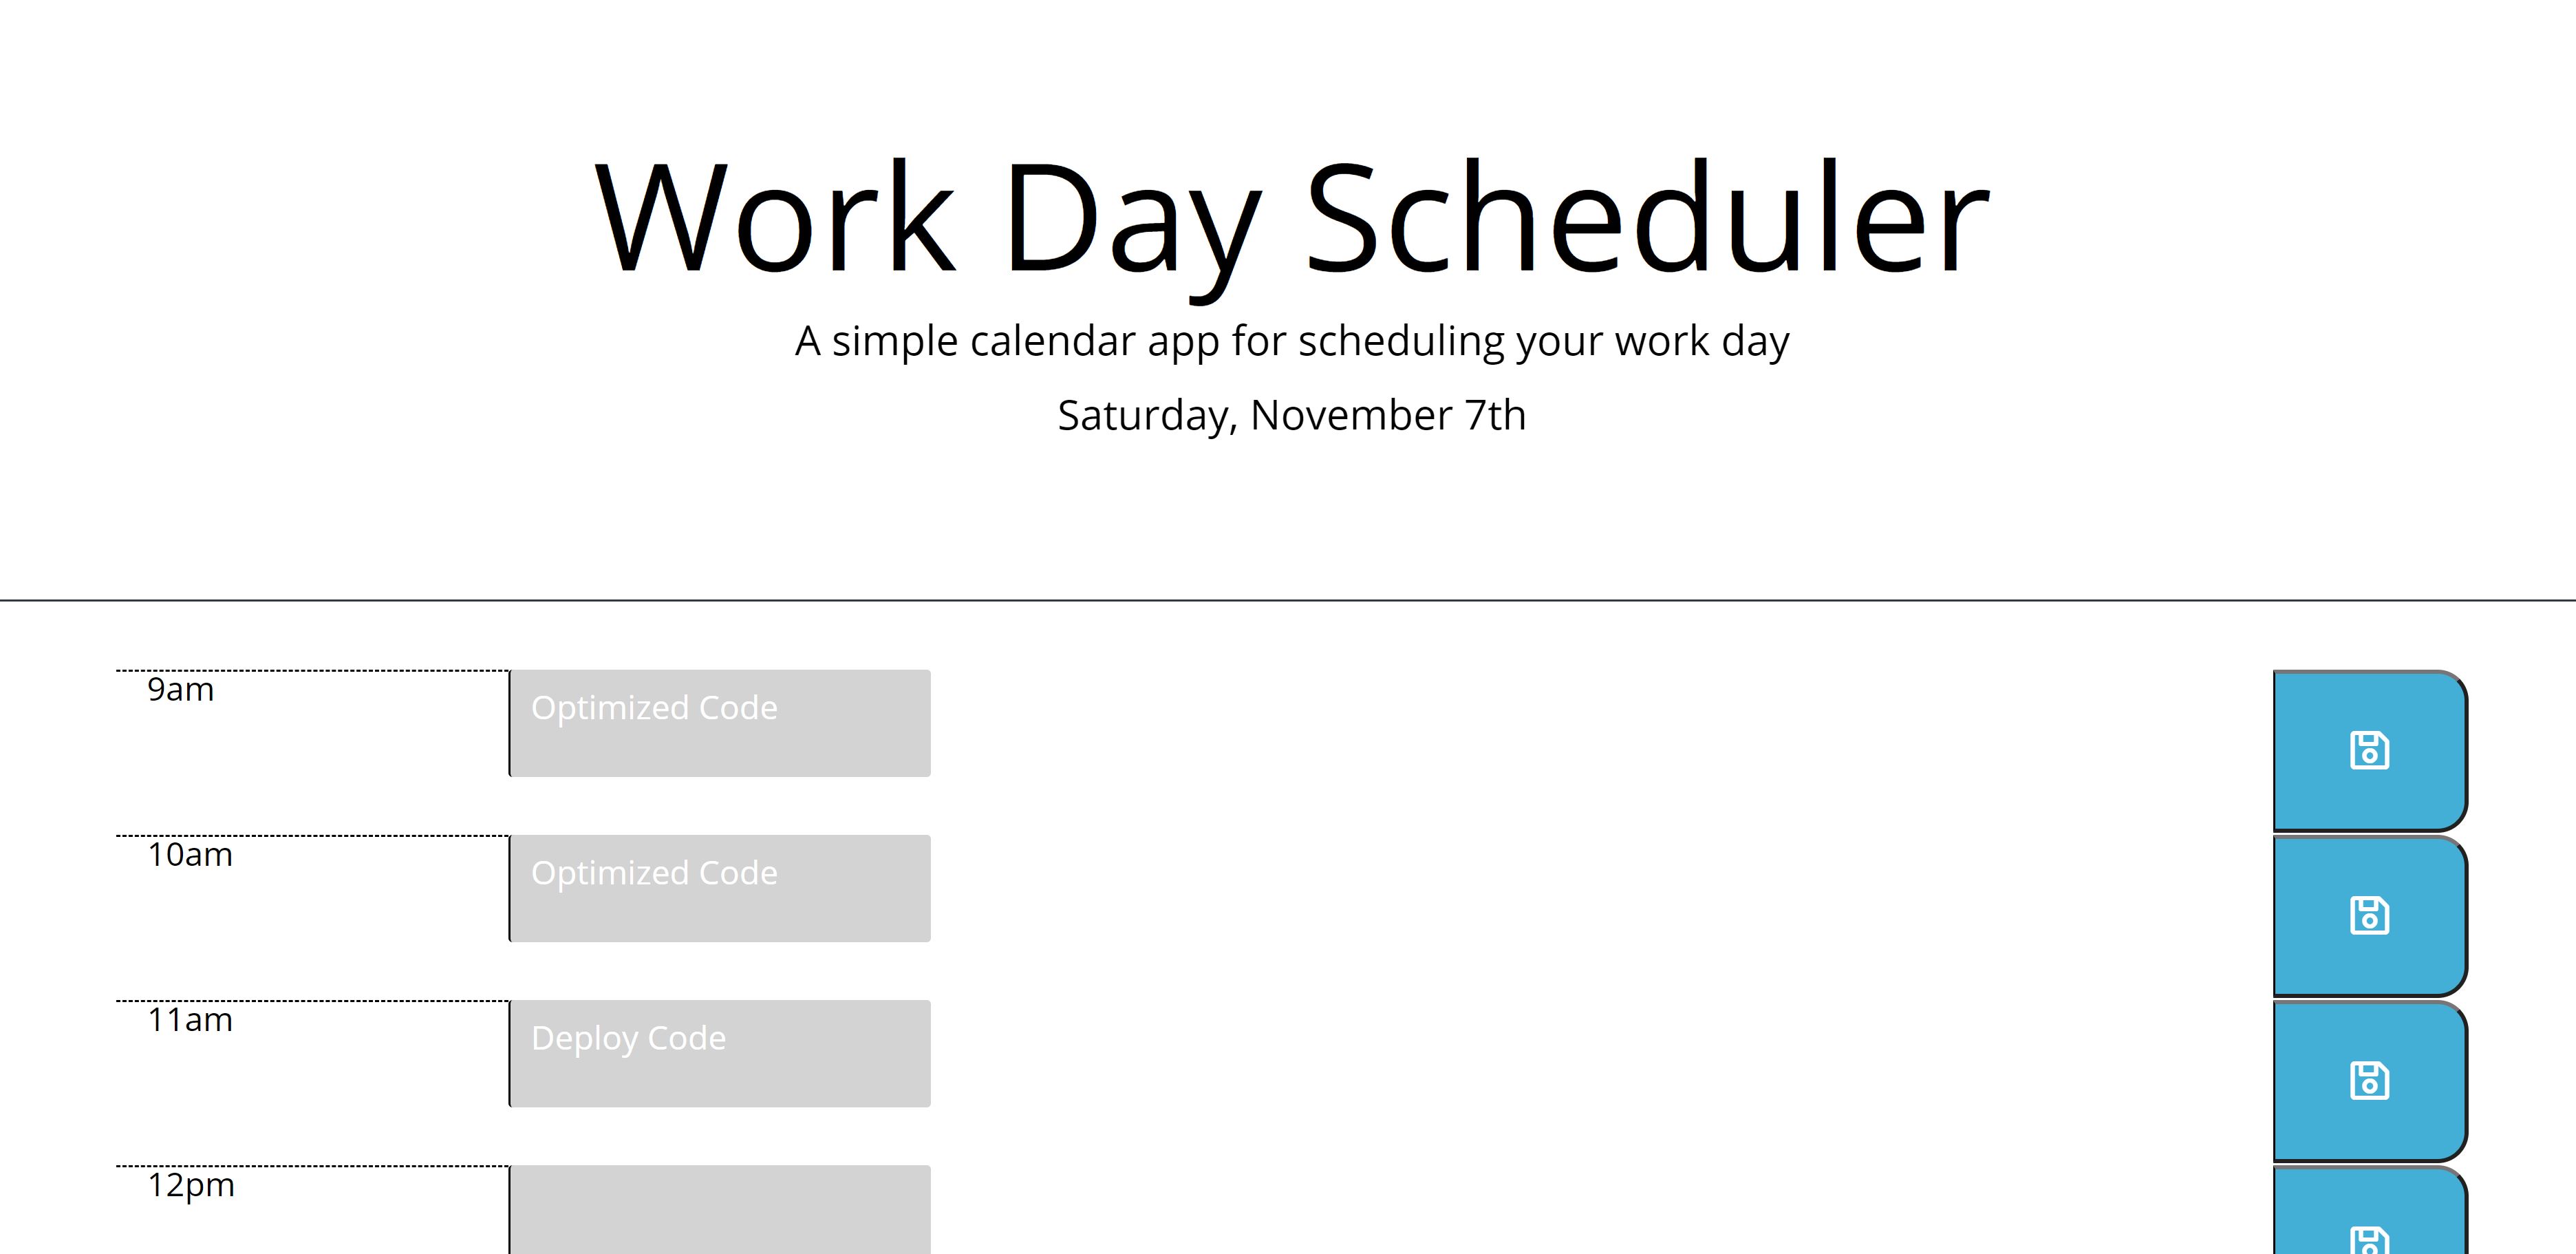 Work Day Scheduler
A simple calendar app for scheduling your work day
Saturday, November 7th
9am
Optimized Code
10am
Optimized Code
11am
Deploy Code
12pm